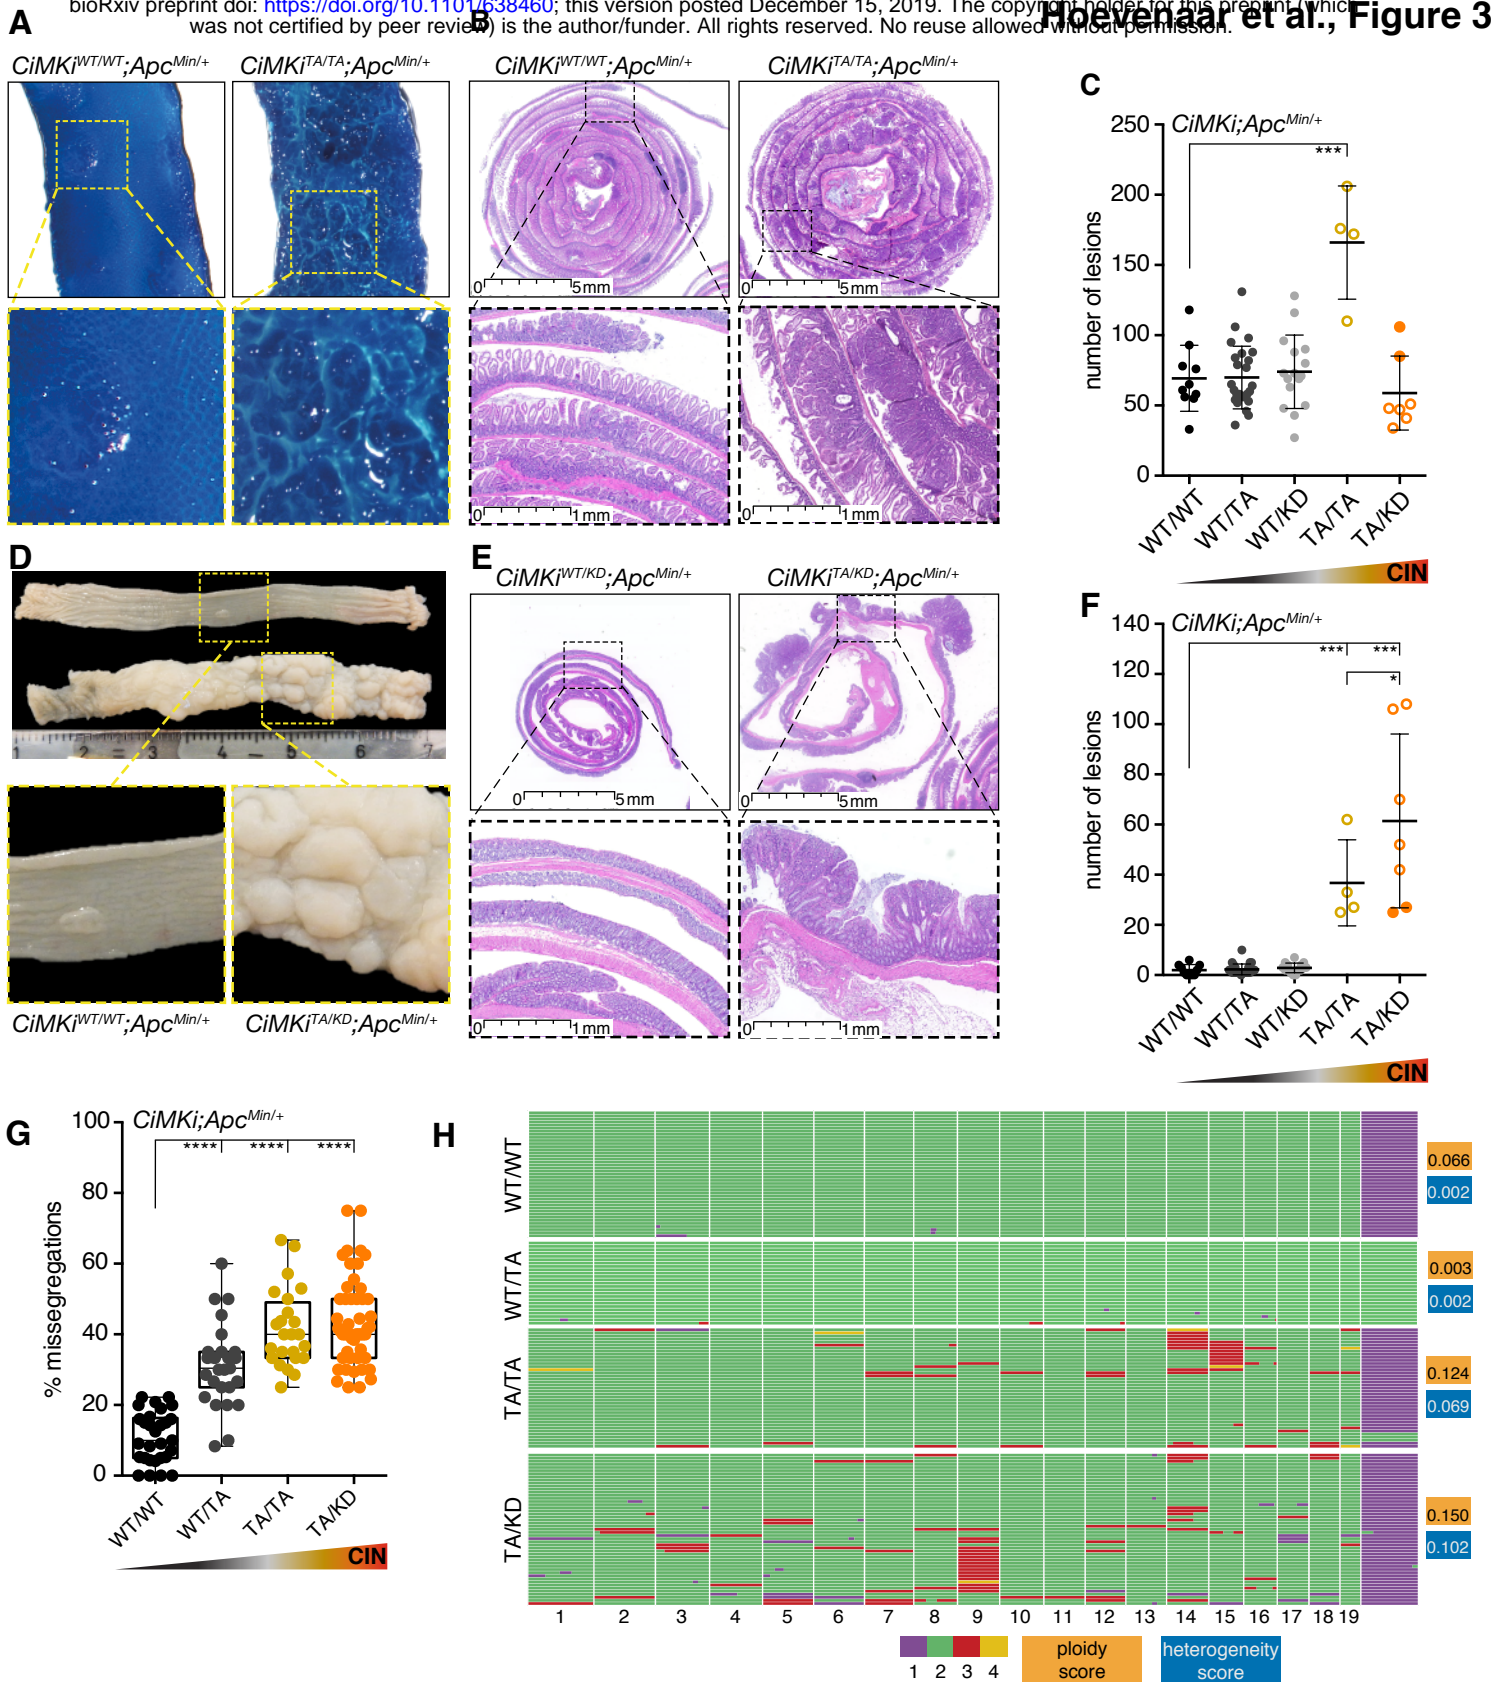 bioRxiv preprint doi: https://doi.org/10.1101/638460; this version posted December 15, 2019. The copyright holder for this preprint (which
was not certified by peer review) is the author/funder. All rights reserved. No reuse allowed without permission.
Hoevenaar et al., Figure 3
A
CiMKiWT/WT;ApcMin/+
CiMKiTA/TA;ApcMin/+
B
CiMKiWT/WT;ApcMin/+
CiMKiTA/TA;ApcMin/+
0 5mm
0 5mm
0 1mm
0 1mm
C
CiMKi;ApcMin/+
***
number of lesions
250
200
150
100
50
0
WT/WT
WT/TA
WT/KD
TA/TA
TA/KD
CIN
D
1 2 3 4 5 6 7
CiMKiWT/WT;ApcMin/+
CiMKiTA/KD;ApcMin/+
E
CiMKiWT/KD;ApcMin/+
CiMKiTA/KD;ApcMin/+
0 5mm
0 5mm
0 1mm
0 1mm
F
CiMKi;ApcMin/+
*** ***
*
number of lesions
140
120
100
80
60
40
20
0
WT/WT
WT/TA
WT/KD
TA/TA
TA/KD
CIN
G
CiMKi;ApcMin/+
**** **** ****
% missegregations
100
80
60
40
20
0
WT/WT
WT/TA
TA/TA
TA/KD
CIN
H
WT/WT
0.066
0.002
WT/TA
0.003
0.002
TA/TA
0.124
0.069
TA/KD
0.150
0.102
1 2 3 4 5 6 7 8 9 10 11 12 13 14 15 16 17 18 19
1 2 3 4
ploidy
score
heterogeneity
score